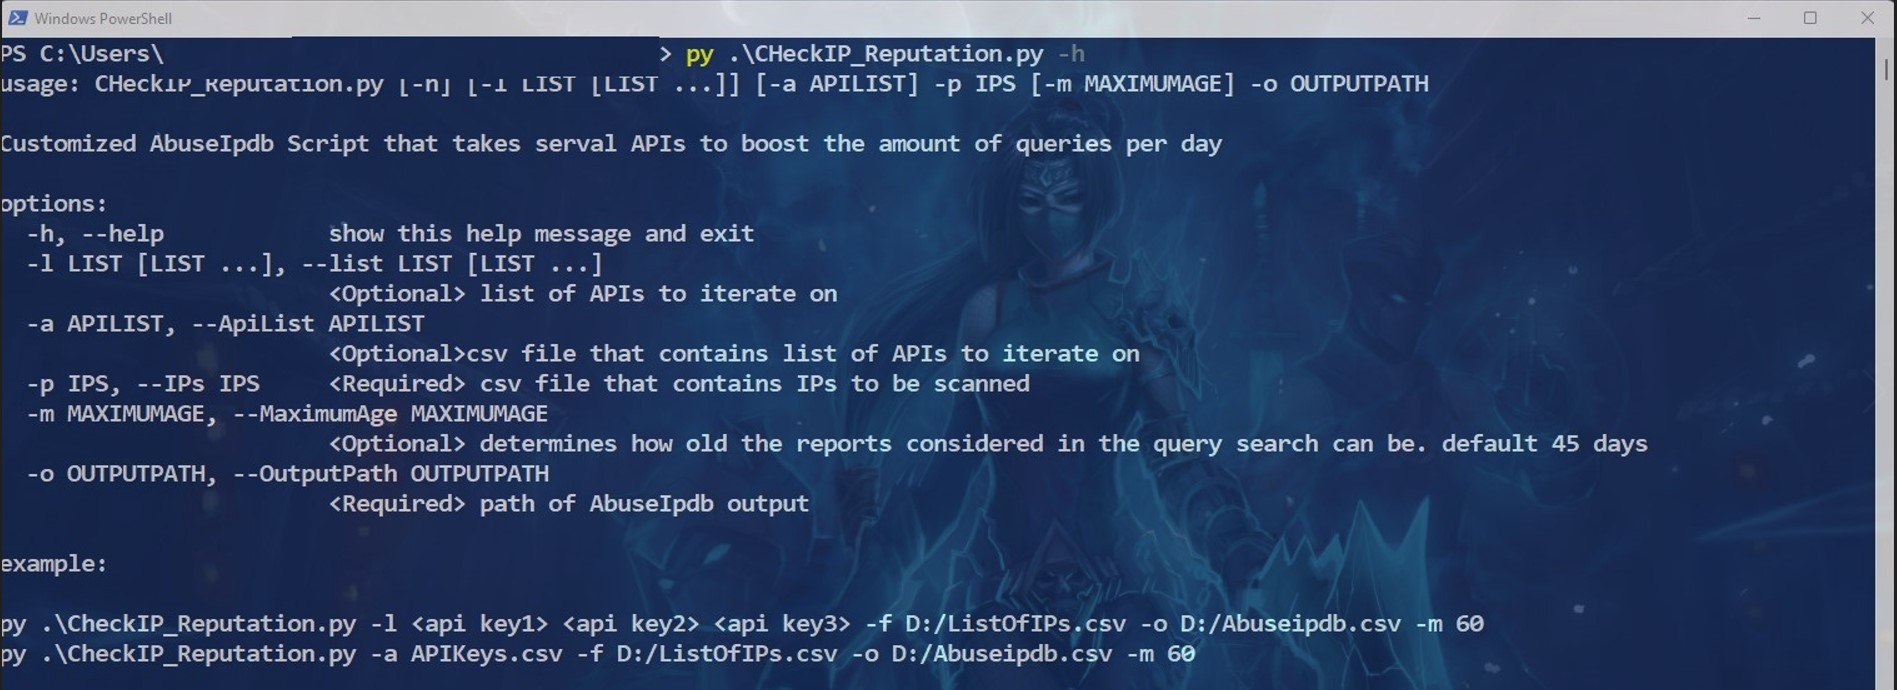 Windows PowerShell
PS C:\Users\ > py .\CHeckIP_Reputation.py -h
usage: CHeckIP_Reputation.py [-h] [-l LIST [LIST ...]] [-a APILIST] -p IPS [-m MAXIMUMAGE] -o OUTPUTPATH
Customized AbuseIpdb Script that takes serval APIs to boost the amount of queries per day
options:
-h, --help show this help message and exit
-l LIST [LIST ...], --list LIST [LIST ...]
<Optional> list of APIs to iterate on
-a APILIST, --ApiList APILIST
<Optional>csv file that contains list of APIs to iterate on
-p IPS, --IPs IPS <Required> csv file that contains IPs to be scanned
-m MAXIMUMAGE, --MaximumAge MAXIMUMAGE
<Optional> determines how old the reports considered in the query search can be. default 45 days
-o OUTPUTPATH, --OutputPath OUTPUTPATH
<Required> path of AbuseIpdb output
example:
py .\CheckIP_Reputation.py -l <api key1> <api key2> <api key3> -f D:/ListOfIPs.csv -o D:/Abuseipdb.csv -m 60
py .\CheckIP_Reputation.py -a APIKeys.csv -f D:/ListOfIPs.csv -o D:/Abuseipdb.csv -m 60